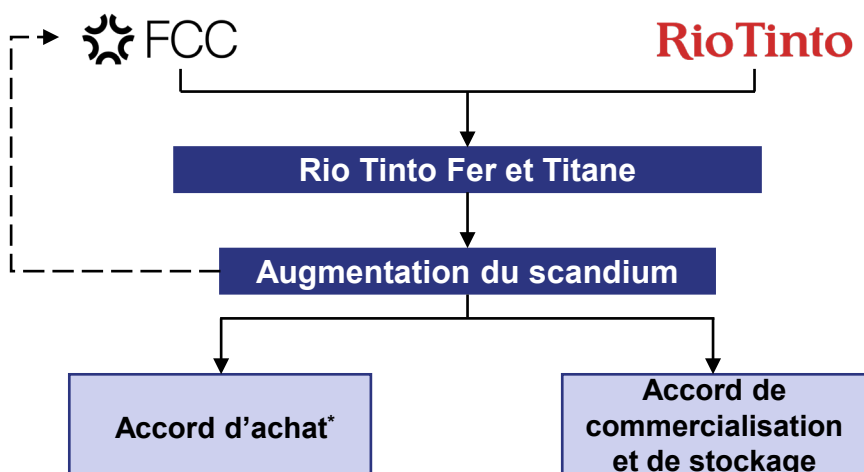 FCC
RioTinto
Rio Tinto Fer et Titane
Augmentation du scandium
Accord d'achat*
Accord de
commercialisation
et de stockage